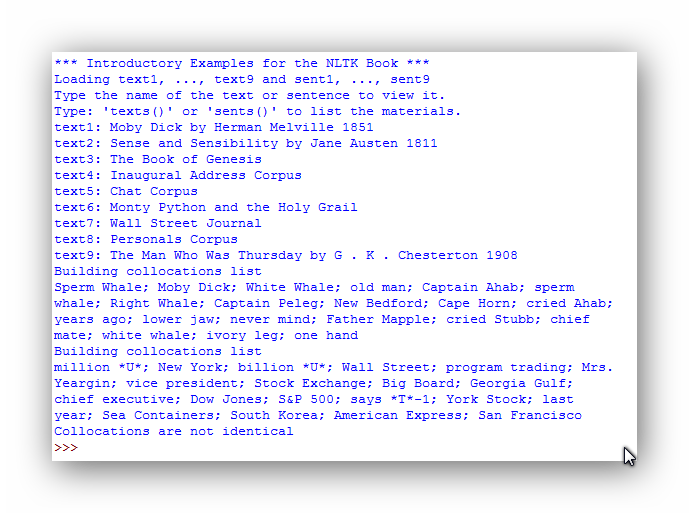 *** Introductory Examples for the NLTK Book ***
Loading text1, ..., text9 and sent1, ..., sent9
Type the name of the text or sentence to view it.
Type: 'texts()' or 'sents()' to list the materials.
text1: Moby Dick by Herman Melville 1851
text2: Sense and Sensibility by Jane Austen 1811
text3: The Book of Genesis
text4: Inaugural Address Corpus
text5: Chat Corpus
text6: Monty Python and the Holy Grail
text7: Wall Street Journal
text8: Personals Corpus
text9: The Man Who Was Thursday by G . K . Chesterton 1908
Building collocations list
Sperm Whale; Moby Dick; White Whale; old man; Captain Ahab; sperm
whale; Right Whale; Captain Peleg; New Bedford; Cape Horn; cried Ahab;
years ago; lower jaw; never mind; Father Mapple; cried Stubb; chief
mate; white whale; ivory leg; one hand
Building collocations list
million *U*; New York; billion *U*; Wall Street; program trading; Mrs.
Yeargin; vice president; Stock Exchange; Big Board; Georgia Gulf;
chief executive; Dow Jones; S&P 500; says *T*-1; York Stock; last
year; Sea Containers; South Korea; American Express; San Francisco
Collocations are not identical
>>>